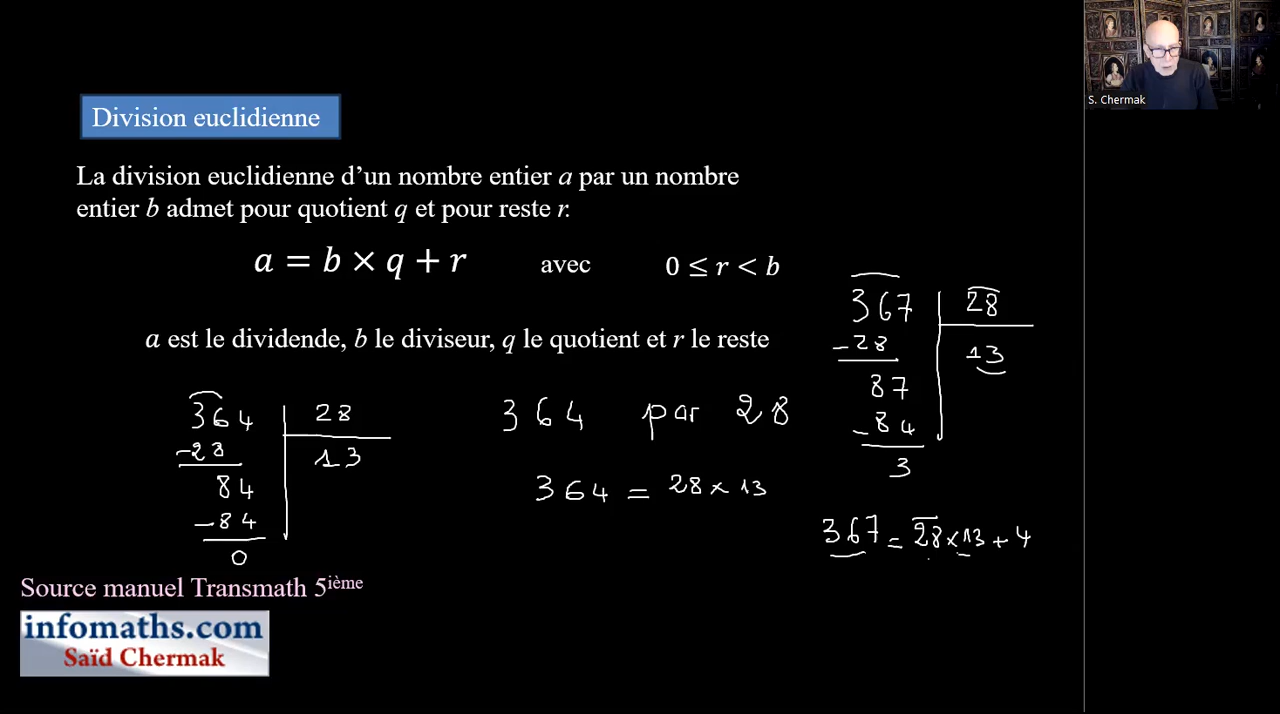 S. Chermak
Division euclidienne
La division euclidienne d’un nombre entier a par un nombre
entier b admet pour quotient q et pour reste r.
a = b × q + r avec 0 ≤ r < b
a est le dividende, b le diviseur, q le quotient et r le reste
364 28
-28 13
84
-84
0
364 par 28
364 = 28 × 13
367 28
-28 13
87
-84
3
367 = 28 × 13 + 4
Source manuel Transmath 5ième
infomaths.com
Saïd Chermak